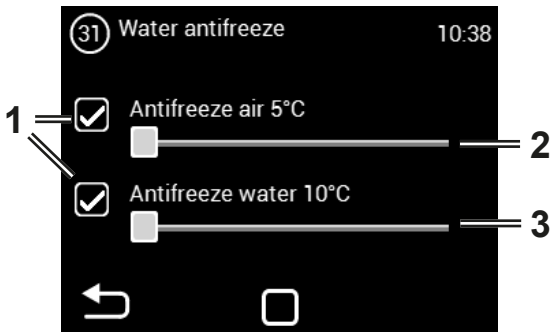 31 Water antifreeze 10:38
1
Antifreeze air 5°C
2
Antifreeze water 10°C
3